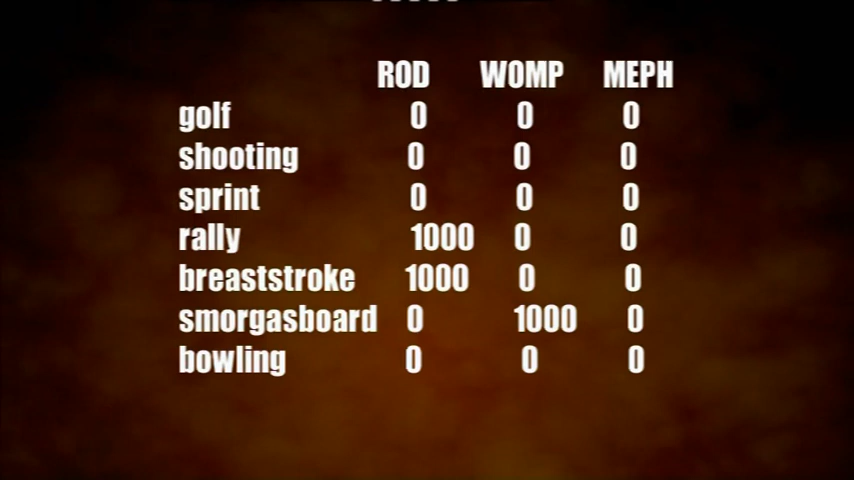 ROD WOMP MEPH
golf 0 0 0
shooting 0 0 0
sprint 0 0 0
rally 1000 0 0
breaststroke 1000 0 0
smorgasboard 0 1000 0
bowling 0 0 0